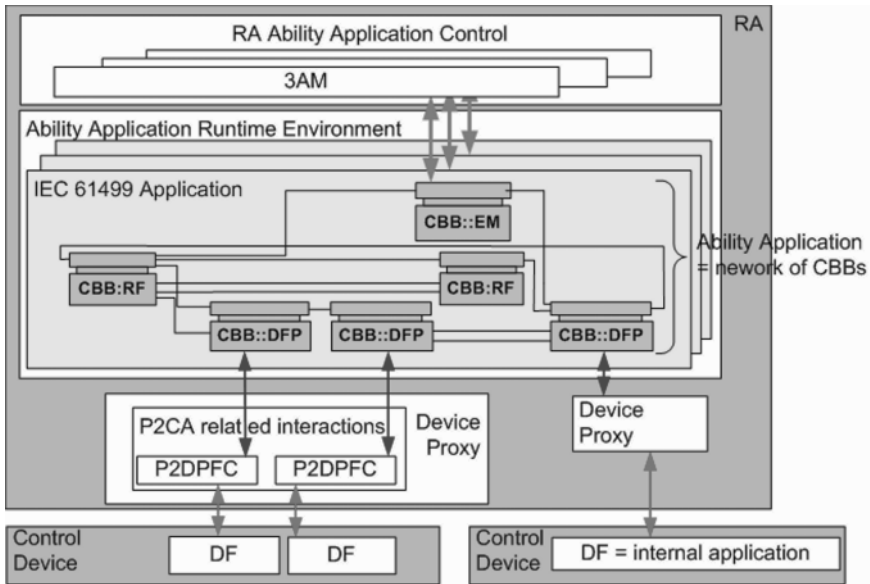 RA
RA Ability Application Control
3AM
Ability Application Runtime Environment
IEC 61499 Application
CBB::EM
Ability Application
= nework of CBBs
CBB:RF
CBB:RF
CBB::DFP
CBB::DFP
CBB::DFP
P2CA related interactions
Device
Proxy
P2DPFC
P2DPFC
Device
Proxy
Control
Device
DF
DF
Control
Device
DF = internal application